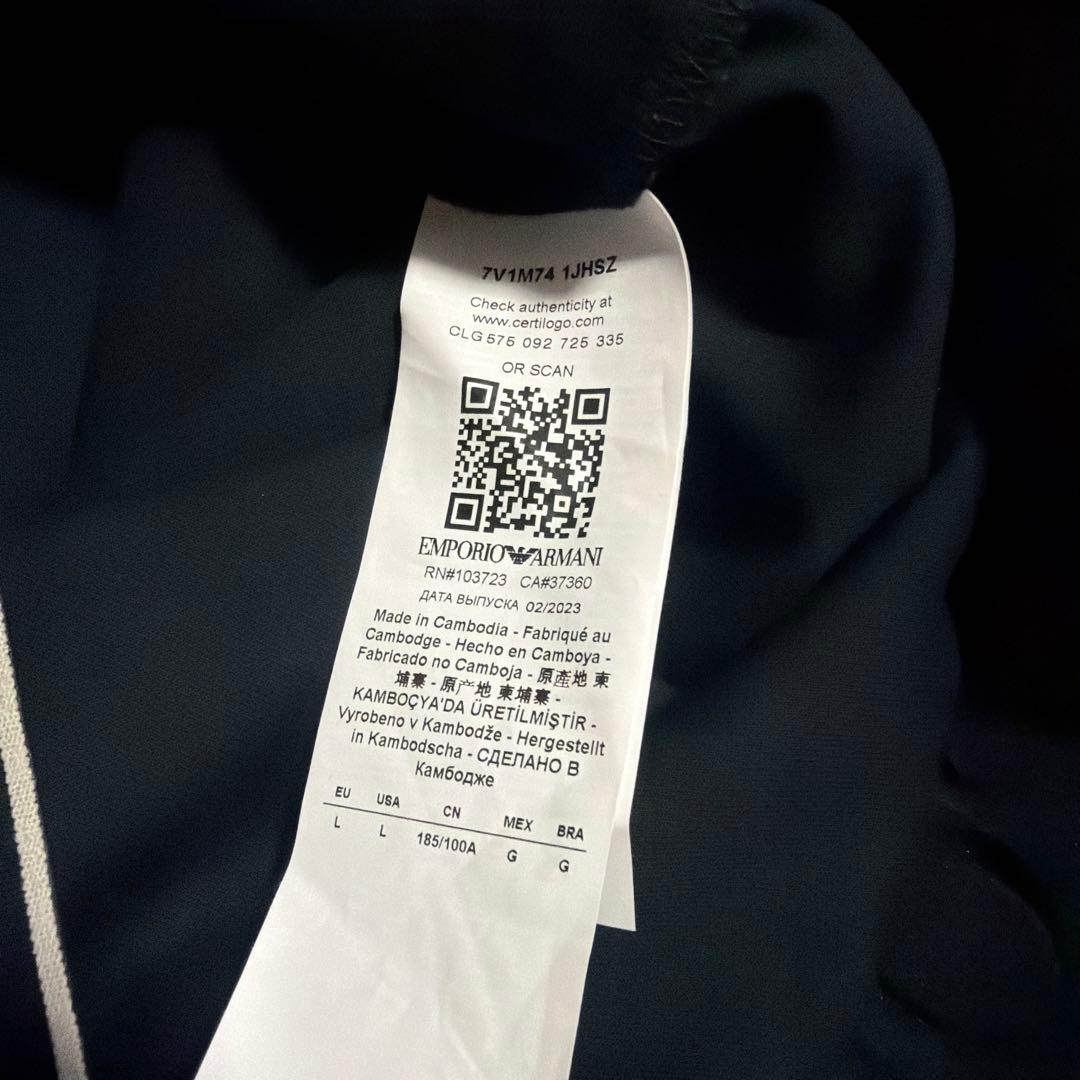 7V1M74 1JHSZ
Check authenticity at
www.certilogo.com
CLG 575 092 725 335
OR SCAN
EMPORIO ARMANI
RN#103723 CA#37360
ДАТА ВЫПУСКА 02/2023
Made in Cambodia - Fabriqué au
Cambodge - Hecho en Camboya -
Fabricado no Camboja - 原產地 柬
埔寨 - 原产地 柬埔寨 -
KAMBOÇYA'DA ÜRETİLMİŞTİR -
Vyrobeno v Kambodže - Hergestellt
in Kambodscha - СДЕЛАНО В
Камбодже
EU USA CN MEX BRA
L L 185/100A G G